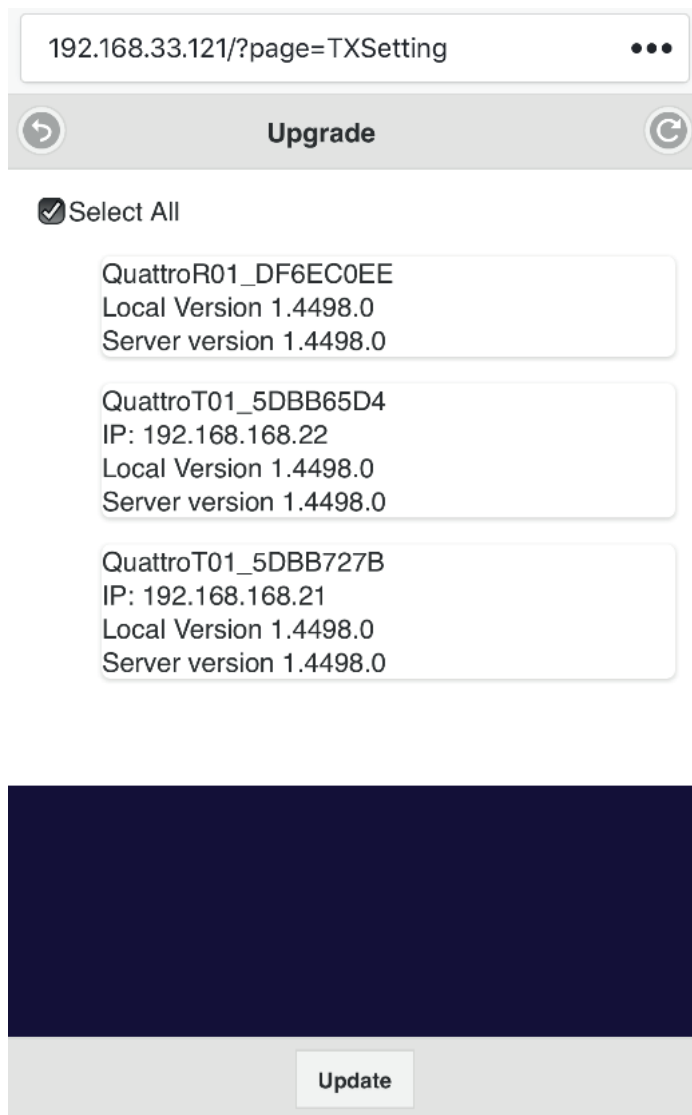 192.168.33.121/?page=TXSetting
Upgrade
Select All
QuattroR01_DF6EC0EE
Local Version 1.4498.0
Server version 1.4498.0
QuattroT01_5DBB65D4
IP: 192.168.168.22
Local Version 1.4498.0
Server version 1.4498.0
QuattroT01_5DBB727B
IP: 192.168.168.21
Local Version 1.4498.0
Server version 1.4498.0
Update